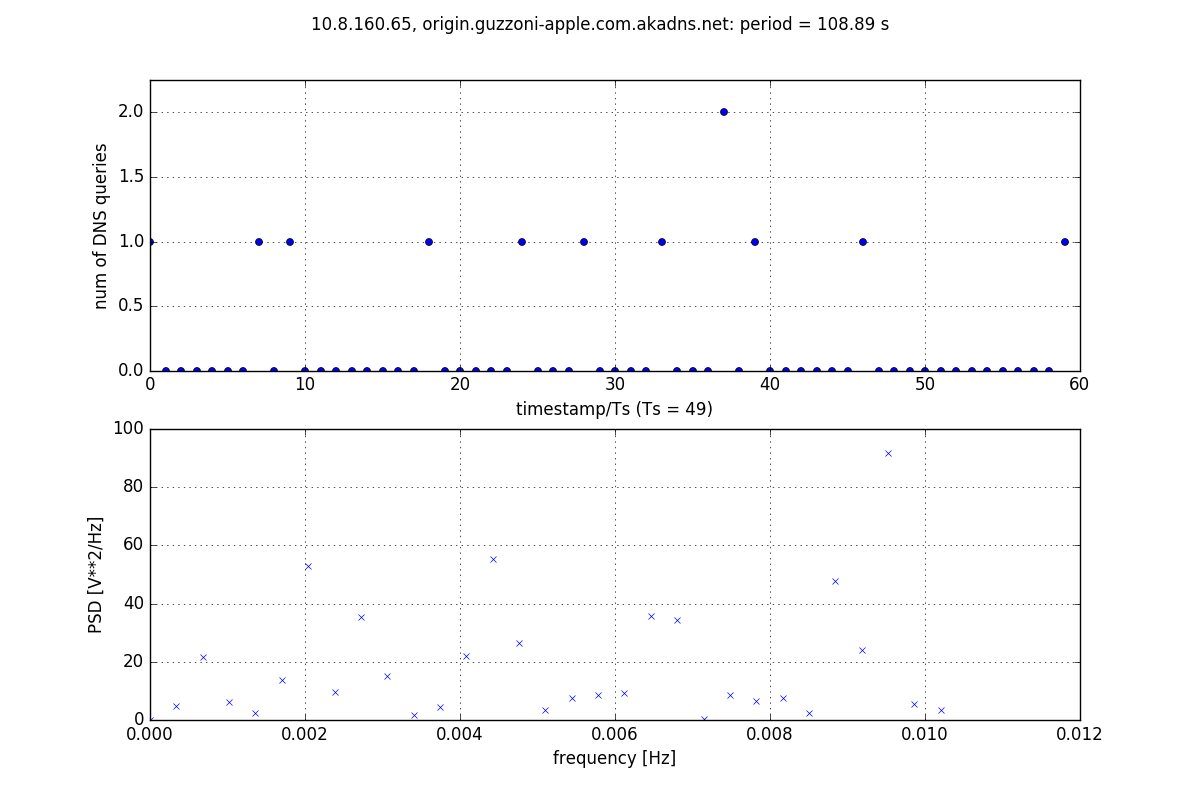 10.8.160.65, origin.guzzoni-apple.com.akadns.net: period = 108.89 s
num of DNS queries
2.0
1.5
1.0
0.5
0.0
0 10 20 30 40 50 60
timestamp/Ts (Ts = 49)
PSD [V**2/Hz]
100
80
60
40
20
0
0.000 0.002 0.004 0.006 0.008 0.010 0.012
frequency [Hz]